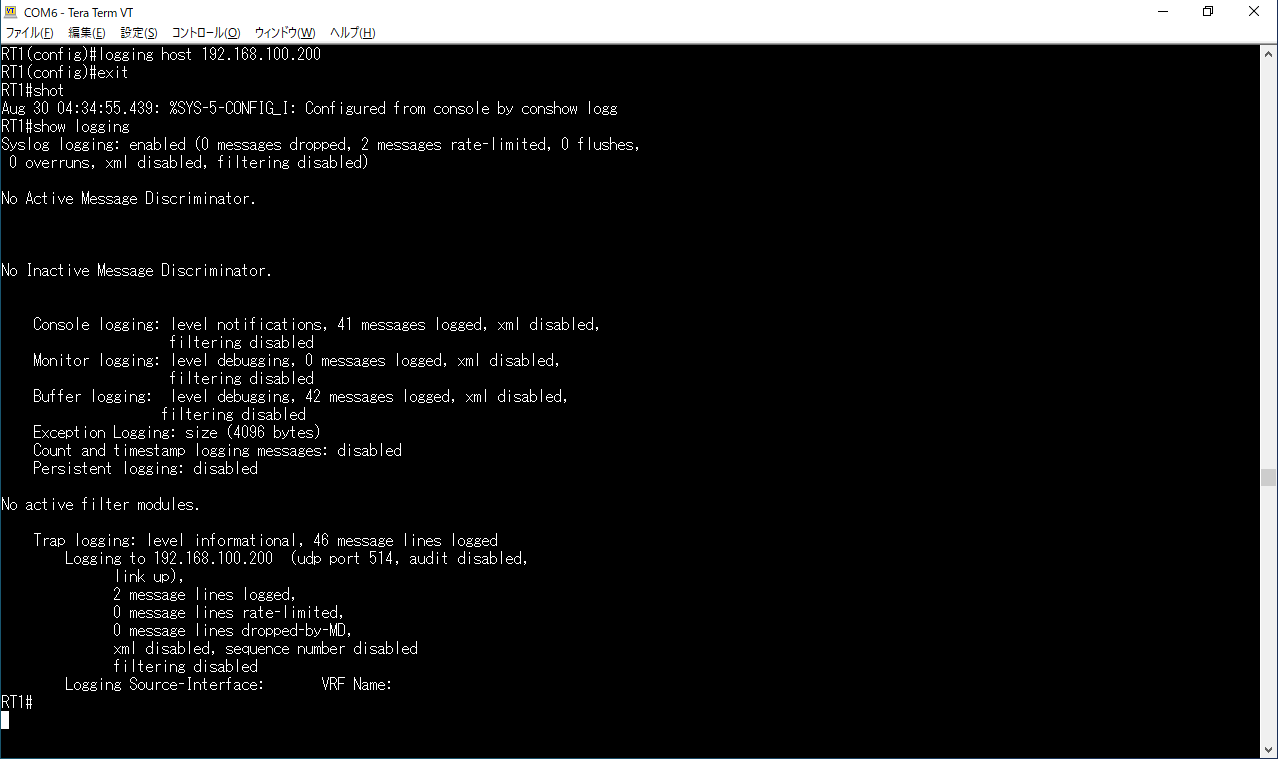 COM6 - Tera Term VT
ファイル(F) 編集(E) 設定(S) コントロール(O) ウィンドウ(W) ヘルプ(H)
RT1(config)#logging host 192.168.100.200
RT1(config)#exit
RT1#shot
Aug 30 04:34:55.439: %SYS-5-CONFIG_I: Configured from console by conshow logg
RT1#show logging
Syslog logging: enabled (0 messages dropped, 2 messages rate-limited, 0 flushes,
 0 overruns, xml disabled, filtering disabled)
No Active Message Discriminator.
No Inactive Message Discriminator.
    Console logging: level notifications, 41 messages logged, xml disabled,
                     filtering disabled
    Monitor logging: level debugging, 0 messages logged, xml disabled,
                     filtering disabled
    Buffer logging:  level debugging, 42 messages logged, xml disabled,
                    filtering disabled
    Exception Logging: size (4096 bytes)
    Count and timestamp logging messages: disabled
    Persistent logging: disabled
No active filter modules.
    Trap logging: level informational, 46 message lines logged
        Logging to 192.168.100.200  (udp port 514, audit disabled,
              link up),
              2 message lines logged,
              0 message lines rate-limited,
              0 message lines dropped-by-MD,
              xml disabled, sequence number disabled
              filtering disabled
        Logging Source-Interface:       VRF Name:
RT1#